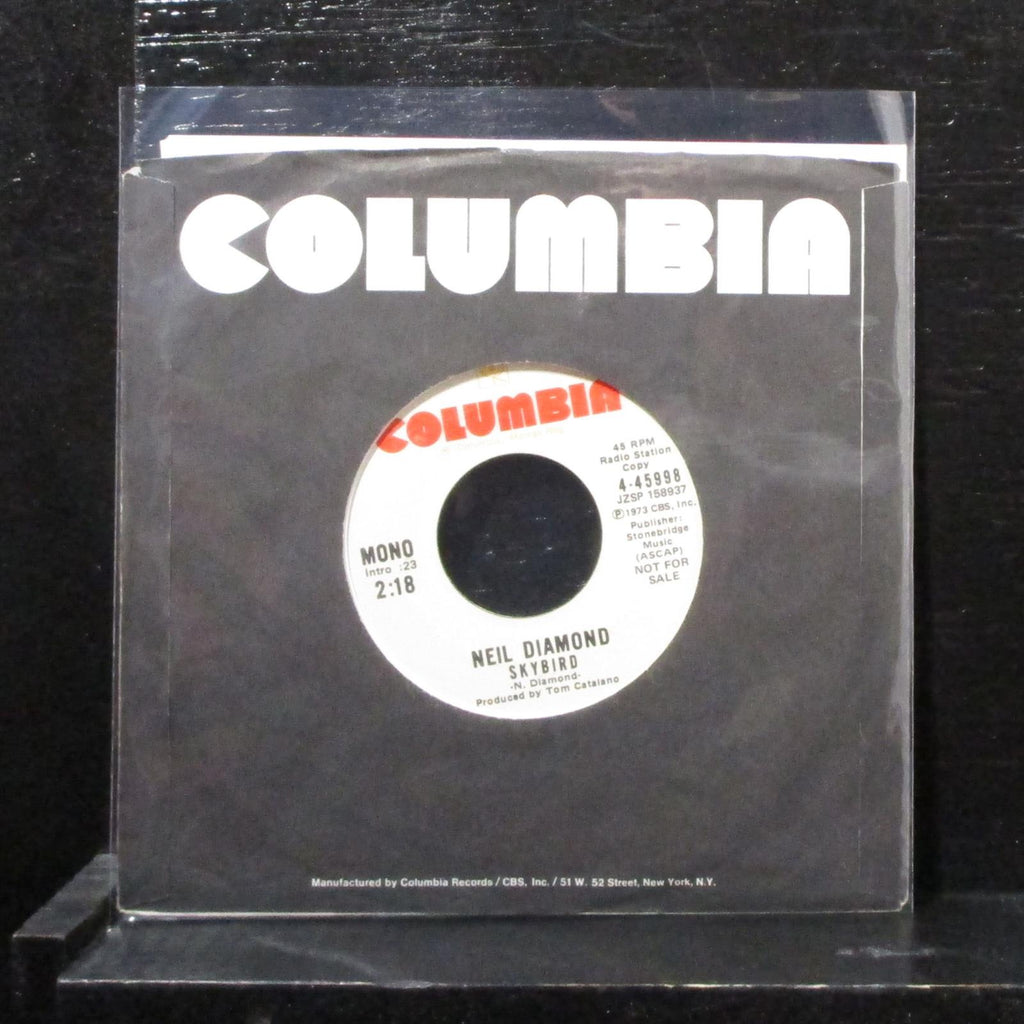 COLUMBIA
COLUMBIA
45 RPM
Radio Station
Copy
4-45998
JZSP 158937
Ⓟ1973 CBS, Inc.
Publisher:
Stonebridge
Music
(ASCAP)
NOT FOR
SALE
MONO
Intro :23
2:18
NEIL DIAMOND
SKYBIRD
-N. Diamond-
Produced by Tom Catalano
Manufactured by Columbia Records / CBS, Inc. / 51 W. 52 Street, New York, N.Y.